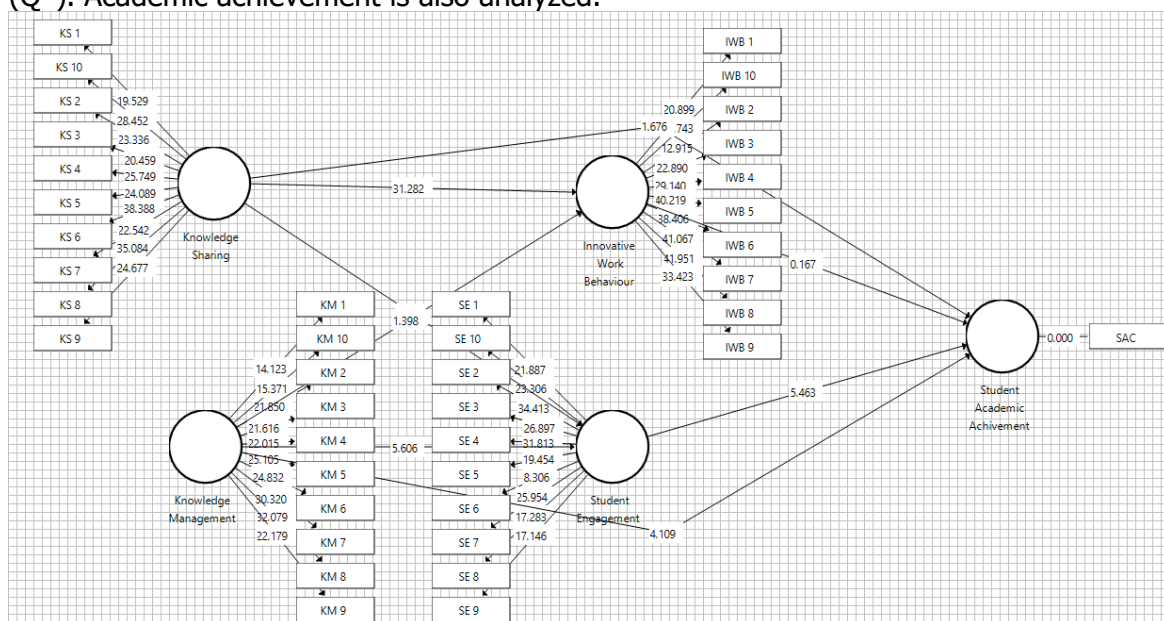 (Q²). Academic achievement is also analyzed.
KS 1
KS 10
KS 2
KS 3
KS 4
KS 5
KS 6
KS 7
KS 8
KS 9
19.529
28.452
23.336
20.459
25.749
24.089
38.388
22.542
35.084
24.677
Knowledge
Sharing
31.282
1.676
1.398
IWB 1
IWB 10
IWB 2
IWB 3
IWB 4
IWB 5
IWB 6
IWB 7
IWB 8
IWB 9
20.899
.743
12.915
22.890
29.140
40.219
38.406
41.067
41.951
33.423
Innovative
Work
Behaviour
0.167
KM 1
KM 10
KM 2
KM 3
KM 4
KM 5
KM 6
KM 7
KM 8
KM 9
14.123
15.371
21.850
21.616
22.015
25.105
24.832
30.320
32.079
22.179
Knowledge
Management
5.606
SE 1
SE 10
SE 2
SE 3
SE 4
SE 5
SE 6
SE 7
SE 8
SE 9
21.887
23.306
34.413
26.897
31.813
19.454
8.306
25.954
17.283
17.146
Student
Engagement
5.463
4.109
Student
Academic
Achivement
0.000
SAC